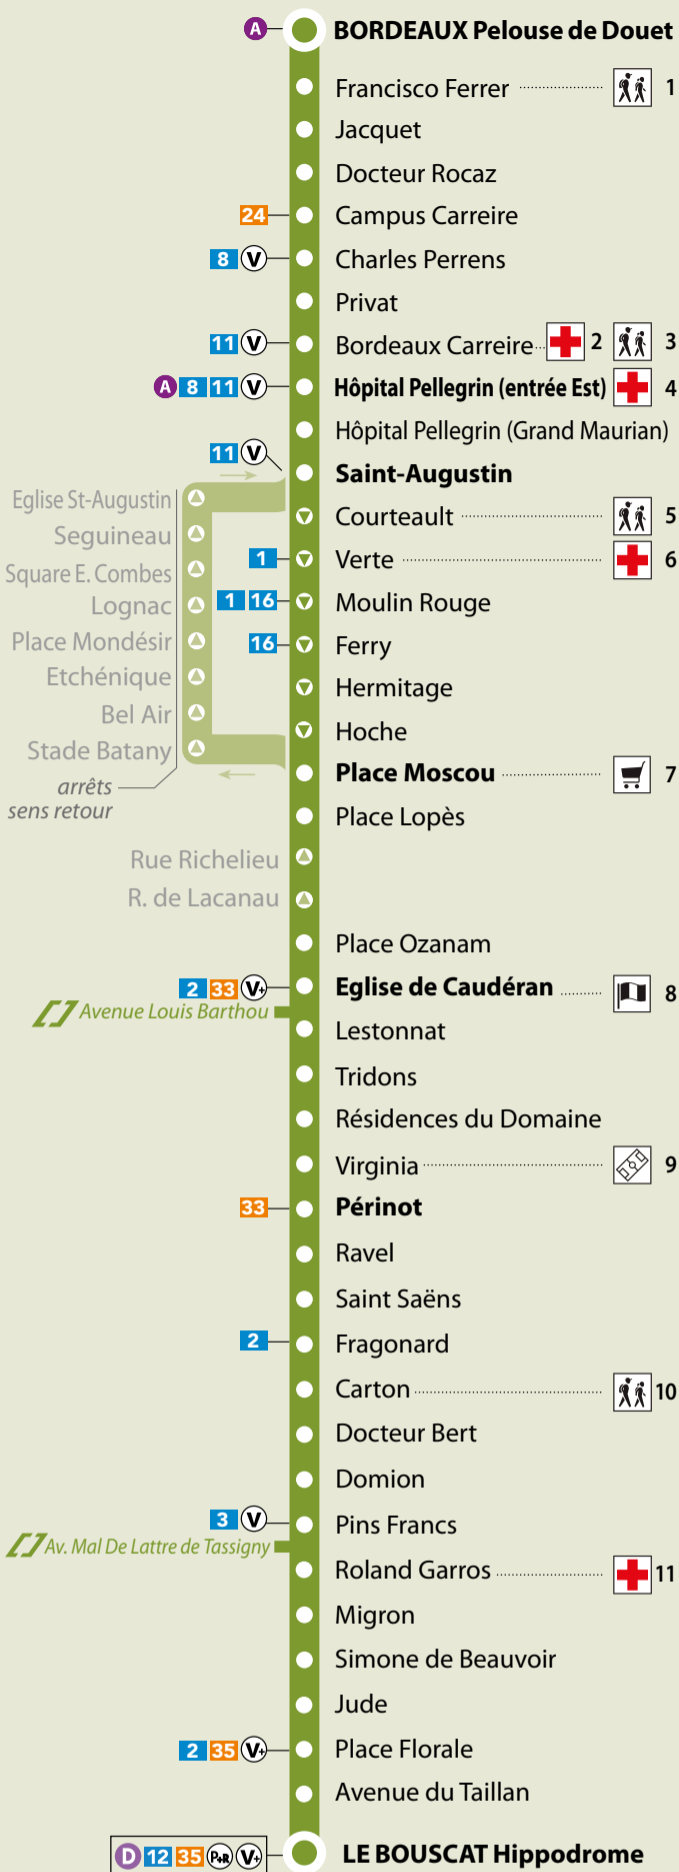 A BORDEAUX Pelouse de Douet
Francisco Ferrer 1
Jacquet
Docteur Rocaz
24 Campus Carreire
8 V Charles Perrens
Privat
11 V Bordeaux Carreire 2 3
A 8 11 V Hôpital Pellegrin (entrée Est) 4
Hôpital Pellegrin (Grand Maurian)
11 V Saint-Augustin
Eglise St-Augustin
Courteault 5
Seguineau
1 Verte 6
Square E. Combes
1 16 Moulin Rouge
Lognac
16 Ferry
Place Mondésir
Hermitage
Etchénique
Hoche
Bel Air
Stade Batany
Place Moscou 7
arrêts
sens retour
Place Lopès
Rue Richelieu
R. de Lacanau
Place Ozanam
2 33 V+ Eglise de Caudéran 8
Avenue Louis Barthou
Lestonnat
Tridons
Résidences du Domaine
Virginia 9
33 Périnot
Ravel
Saint Saëns
2 Fragonard
Carton 10
Docteur Bert
Domion
3 V Pins Francs
Av. Mal De Lattre de Tassigny
Roland Garros 11
Migron
Simone de Beauvoir
Jude
2 35 V+ Place Florale
Avenue du Taillan
D 12 35 P+R V+ LE BOUSCAT Hippodrome